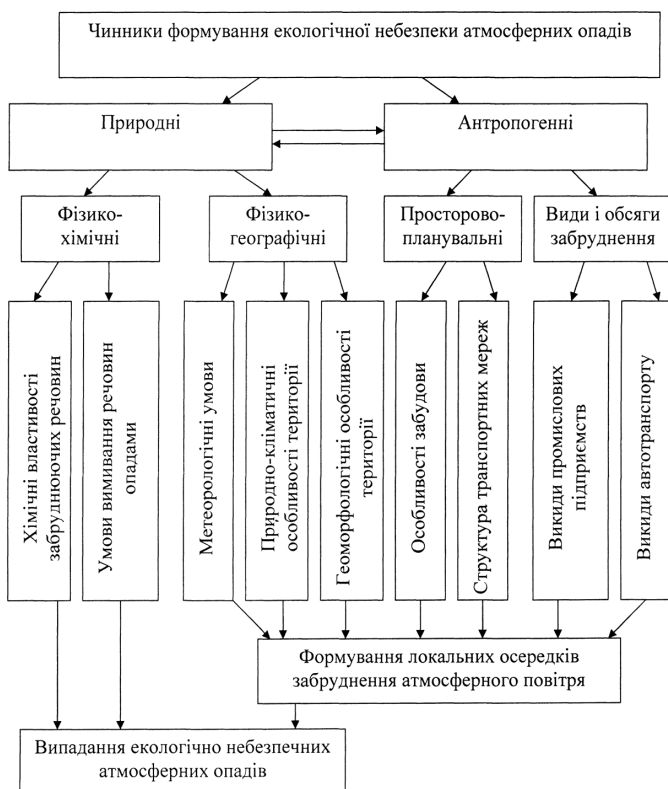 Чинники формування екологічної небезпеки атмосферних опадів
Природні
Антропогенні
Фізико-
хімічні
Фізико-
географічні
Просторово-
планувальні
Види і обсяги
забруднення
Хімічні властивості
забруднюючих речовин
Умови вимивання речовин
опадами
Метеорологічні умови
Природно-кліматичні
особливості території
Геоморфологічні особливості
території
Особливості забудови
Структура транспортних мереж
Викиди промислових
підприємств
Викиди автотранспорту
Формування локальних осередків
забруднення атмосферного повітря
Випадання екологічно небезпечних
атмосферних опадів